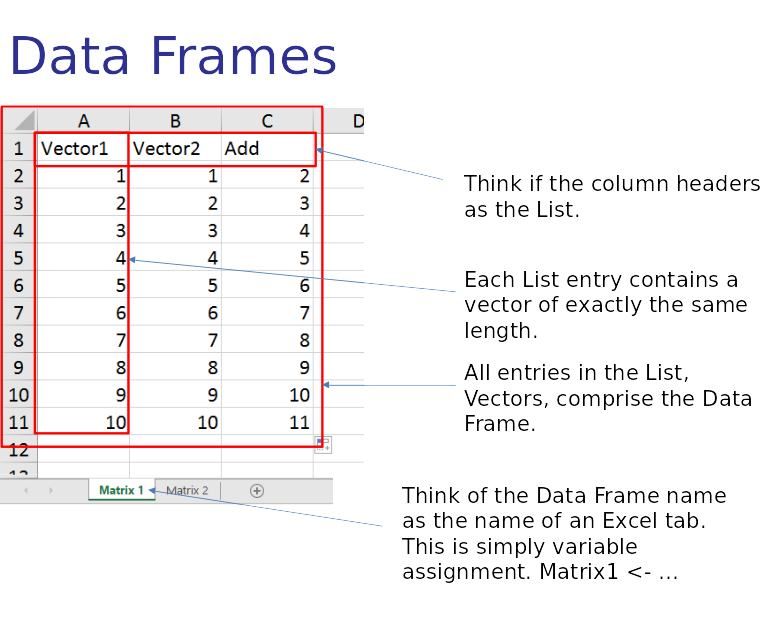 Data Frames
A B C D
1 Vector1 Vector2 Add
2 1 1 2
3 2 2 3
4 3 3 4
5 4 4 5
6 5 5 6
7 6 6 7
8 7 7 8
9 8 8 9
10 9 9 10
11 10 10 11
12
Matrix 1 Matrix 2
Think if the column headers
as the List.
Each List entry contains a
vector of exactly the same
length.
All entries in the List,
Vectors, comprise the Data
Frame.
Think of the Data Frame name
as the name of an Excel tab.
This is simply variable
assignment. Matrix1 <- ...